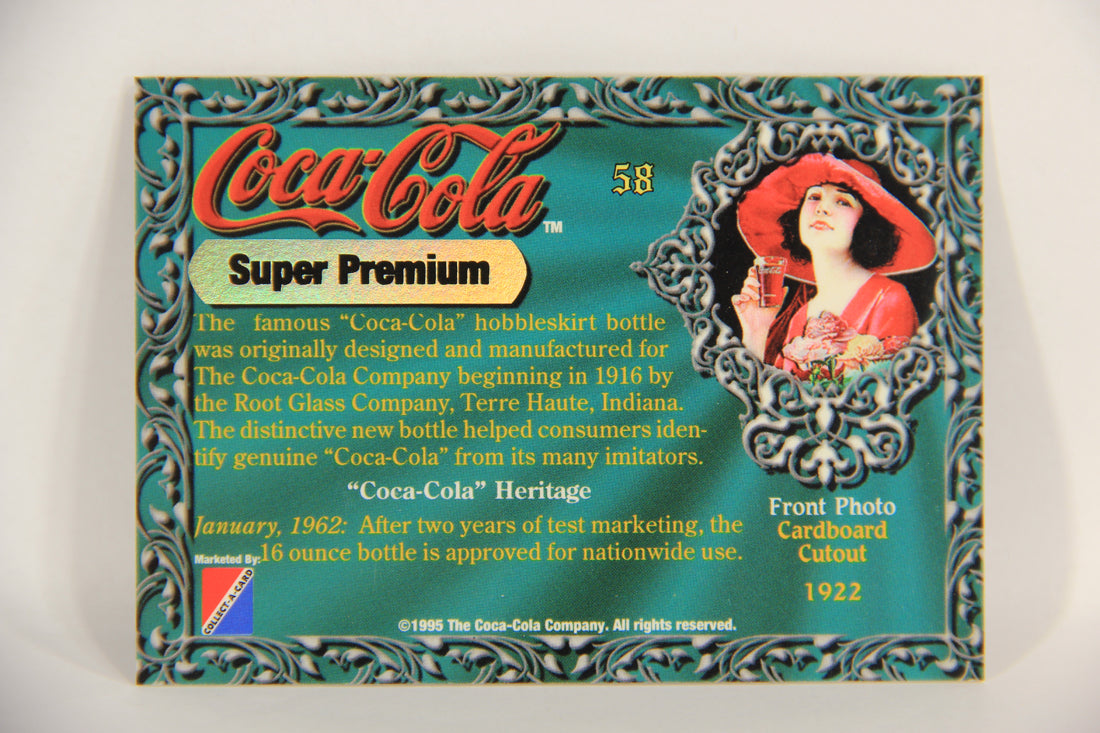 Coca-Cola TM
58
Super Premium
The famous “Coca-Cola” hobbleskirt bottle
was originally designed and manufactured for
The Coca-Cola Company beginning in 1916 by
the Root Glass Company, Terre Haute, Indiana.
The distinctive new bottle helped consumers iden-
tify genuine “Coca-Cola” from its many imitators.
“Coca-Cola” Heritage
January, 1962: After two years of test marketing, the
16 ounce bottle is approved for nationwide use.
Front Photo
Cardboard
Cutout
1922
Marketed By:
COLLECT-A-CARD
©1995 The Coca-Cola Company. All rights reserved.